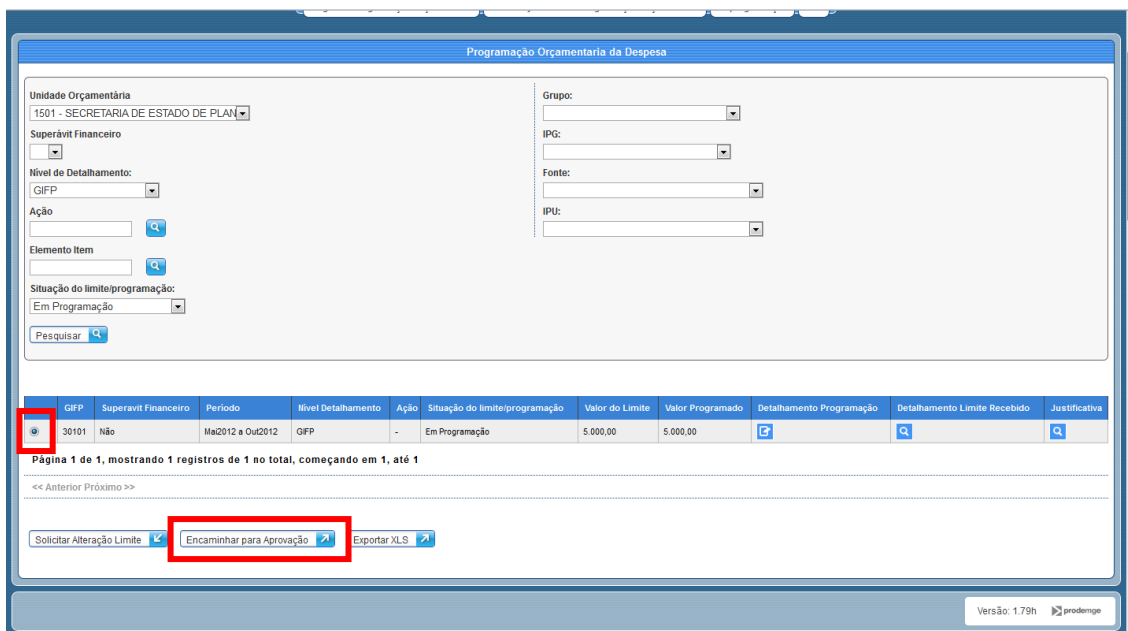 Programação Orçamentaria da Despesa
Unidade Orçamentária
1501 - SECRETARIA DE ESTADO DE PLAN
Superávit Financeiro
Nível de Detalhamento:
GIFP
Ação
Elemento Item
Situação do limite/programação:
Em Programação
Pesquisar
Grupo:
IPG:
Fonte:
IPU:
GIFP Superavit Financeiro Período Nível Detalhamento Ação Situação do limite/programação Valor do Limite Valor Programado Detalhamento Programação Detalhamento Limite Recebido Justificativa
30101 Não Mai2012 a Out2012 GIFP - Em Programação 5.000,00 5.000,00
Página 1 de 1, mostrando 1 registros de 1 no total, começando em 1, até 1
<< Anterior Próximo >>
Solicitar Alteração Limite Encaminhar para Aprovação Exportar XLS
Versão: 1.79h prodemge